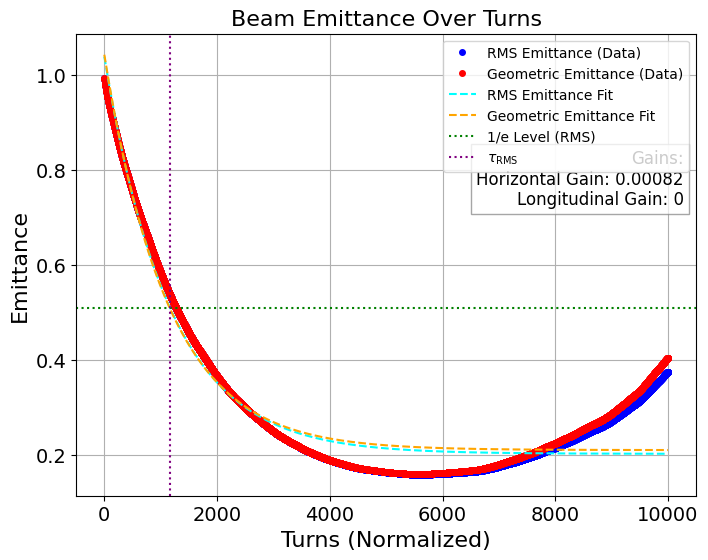 Beam Emittance Over Turns
RMS Emittance (Data)
Geometric Emittance (Data)
RMS Emittance Fit
Geometric Emittance Fit
1/e Level (RMS)
τRMS
Gains:
Horizontal Gain: 0.00082
Longitudinal Gain: 0
Emittance
1.0
0.8
0.6
0.4
0.2
0 2000 4000 6000 8000 10000
Turns (Normalized)